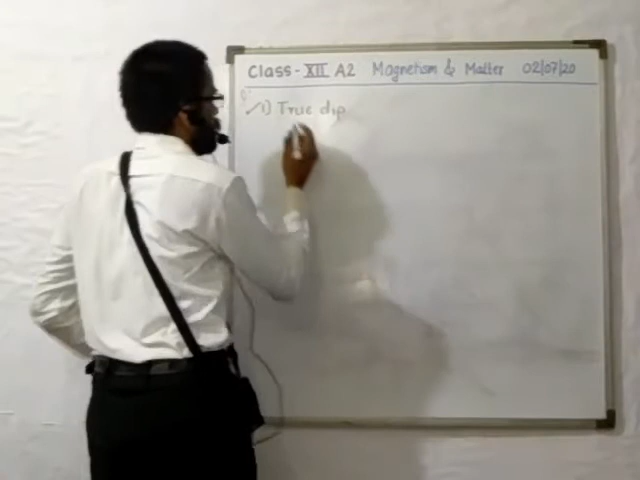 Class - XII A2 Magnetism & Matter 02/07/20
✓1) True dip